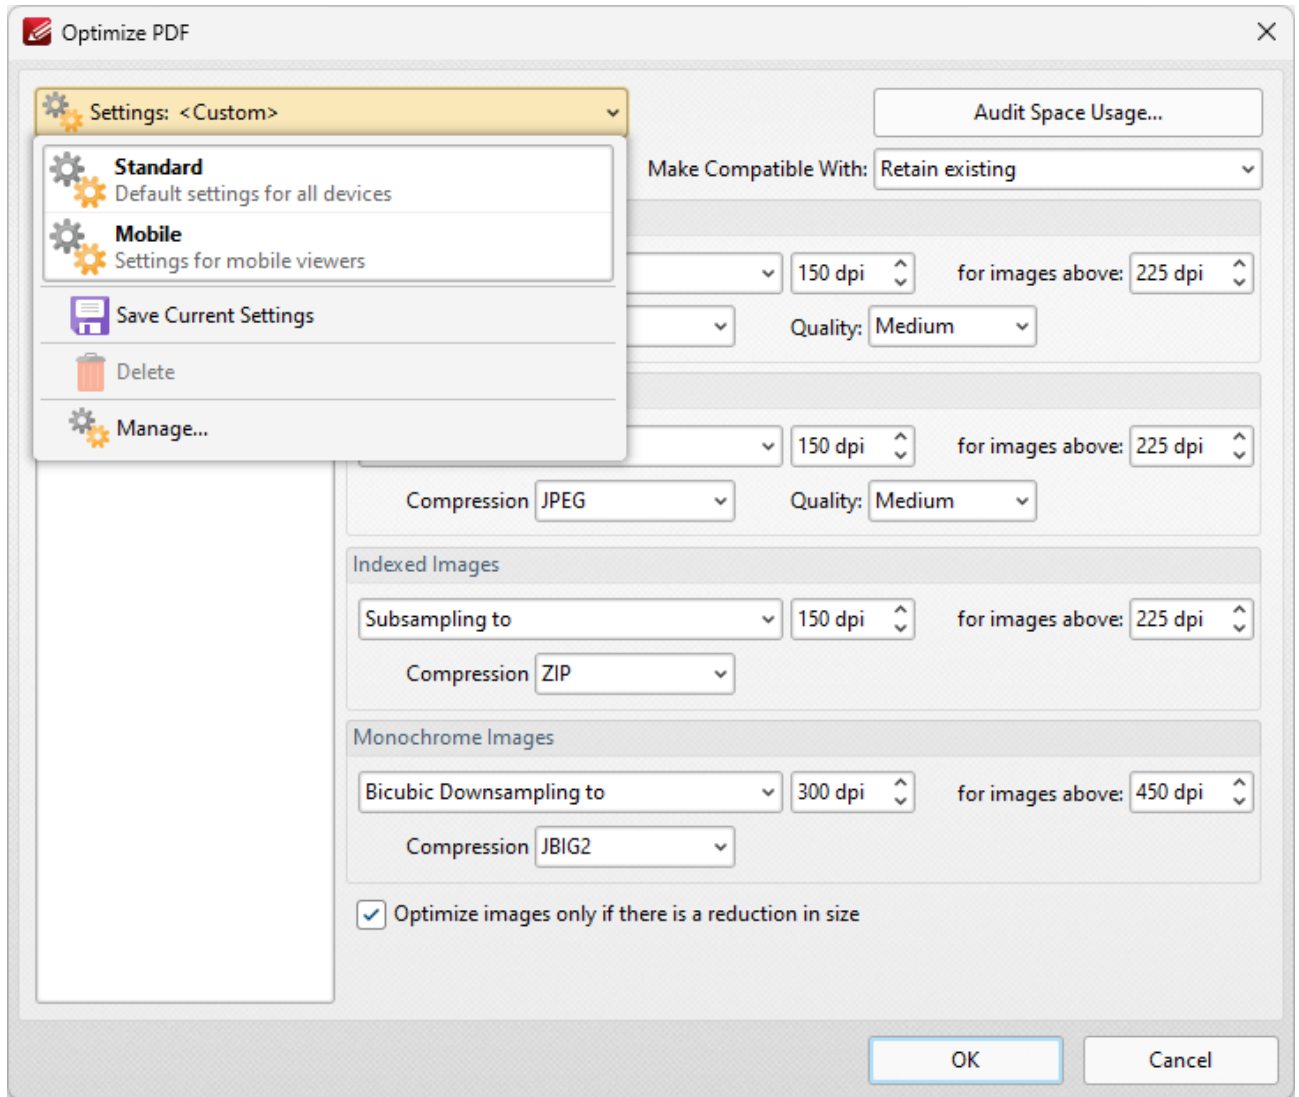 Optimize PDF
Settings: <Custom>
Audit Space Usage...
Standard
Default settings for all devices
Make Compatible With: Retain existing
Mobile
Settings for mobile viewers
150 dpi for images above: 225 dpi
Save Current Settings
Quality: Medium
Delete
Manage...
150 dpi for images above: 225 dpi
Compression JPEG Quality: Medium
Indexed Images
Subsampling to 150 dpi for images above: 225 dpi
Compression ZIP
Monochrome Images
Bicubic Downsampling to 300 dpi for images above: 450 dpi
Compression JBIG2
Optimize images only if there is a reduction in size
OK Cancel